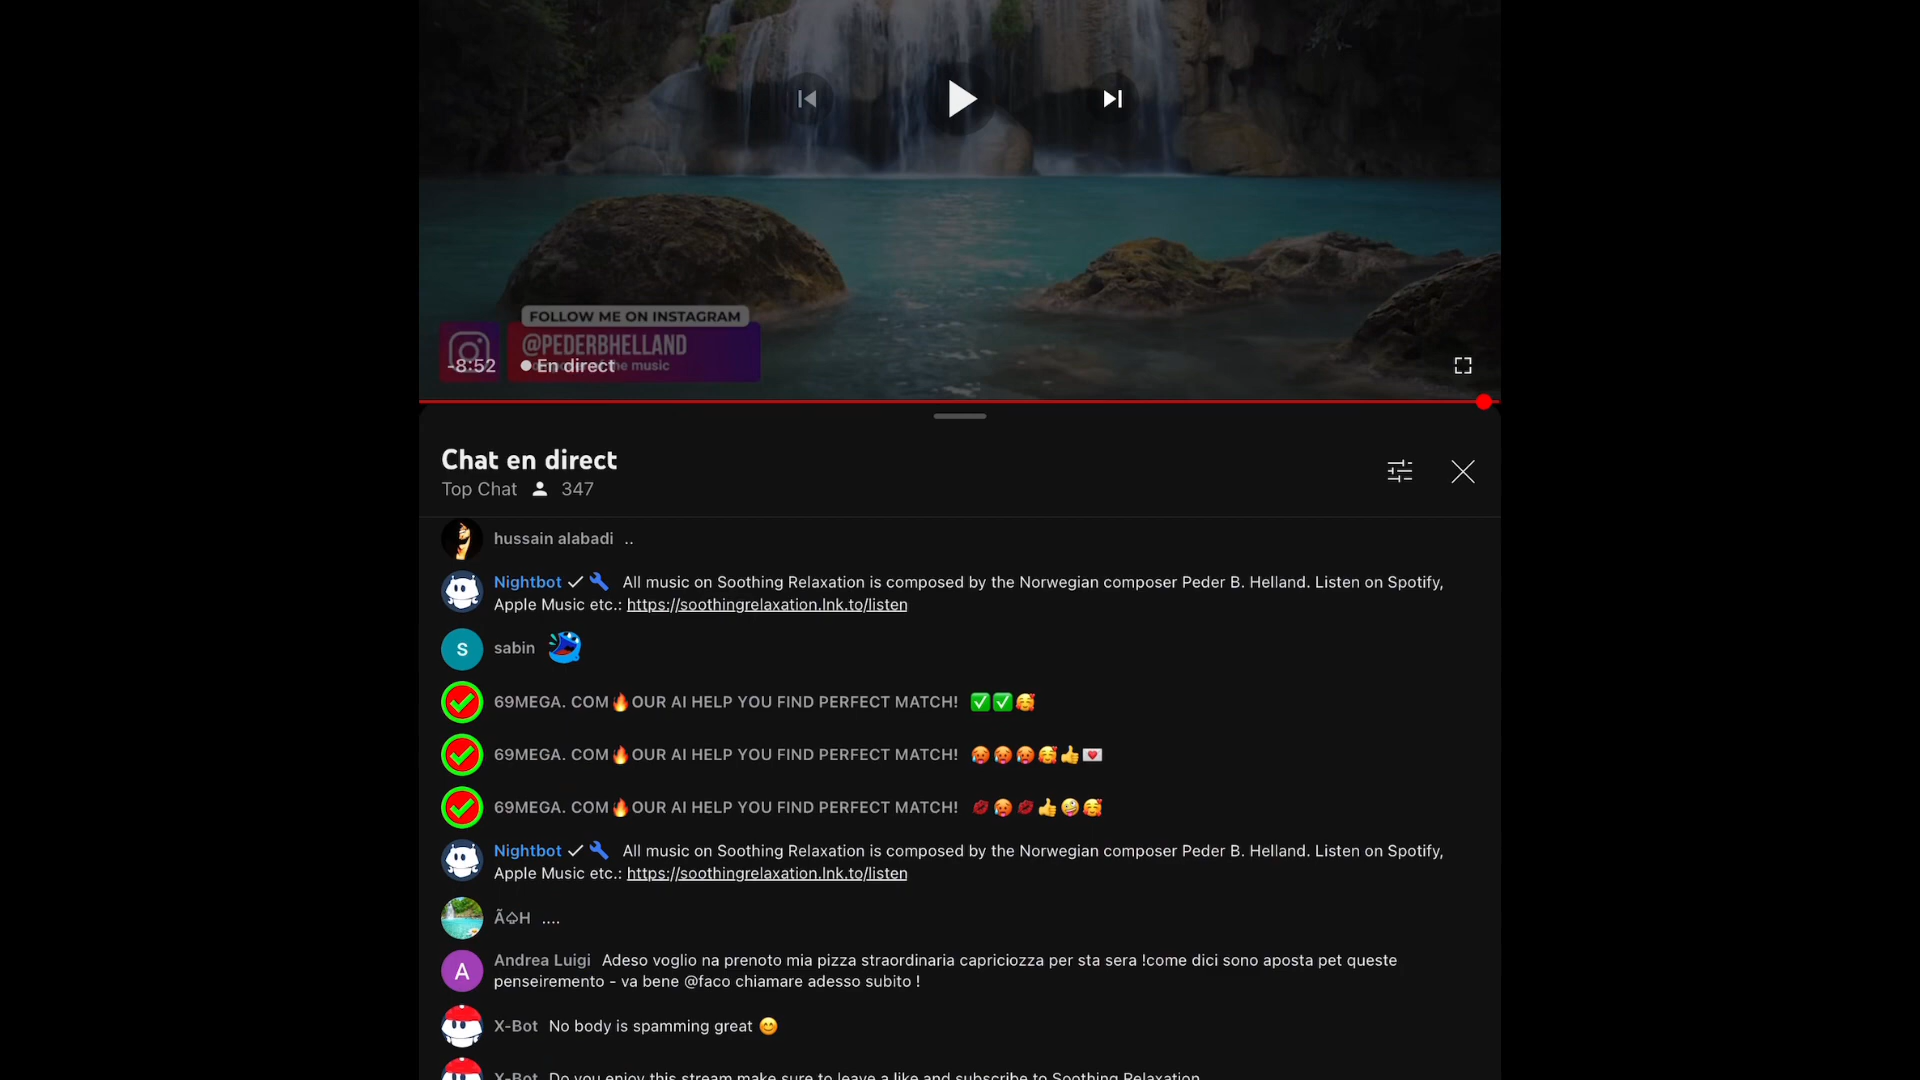 FOLLOW ME ON INSTAGRAM
@PEDERBHELLAND
-8:52 En direct
Chat en direct
Top Chat 347
hussain alabadi ..
Nightbot All music on Soothing Relaxation is composed by the Norwegian composer Peder B. Helland. Listen on Spotify,
Apple Music etc.: https://soothingrelaxation.lnk.to/listen
S sabin
69MEGA. COM🔥OUR AI HELP YOU FIND PERFECT MATCH! ✅✅🥰
69MEGA. COM🔥OUR AI HELP YOU FIND PERFECT MATCH! 🥵🥵🥵🥰👍💌
69MEGA. COM🔥OUR AI HELP YOU FIND PERFECT MATCH! 💋🥵💋👍🤪🥰
Nightbot All music on Soothing Relaxation is composed by the Norwegian composer Peder B. Helland. Listen on Spotify,
Apple Music etc.: https://soothingrelaxation.lnk.to/listen
Ã♤H ....
A Andrea Luigi Adeso voglio na prenoto mia pizza straordinaria capriciozza per sta sera !come dici sono aposta pet queste
penseiremento - va bene @faco chiamare adesso subito !
X-Bot No body is spamming great 😊
X-Bot Do you enjoy this stream make sure to leave a like and subscribe to Soothing Relaxation